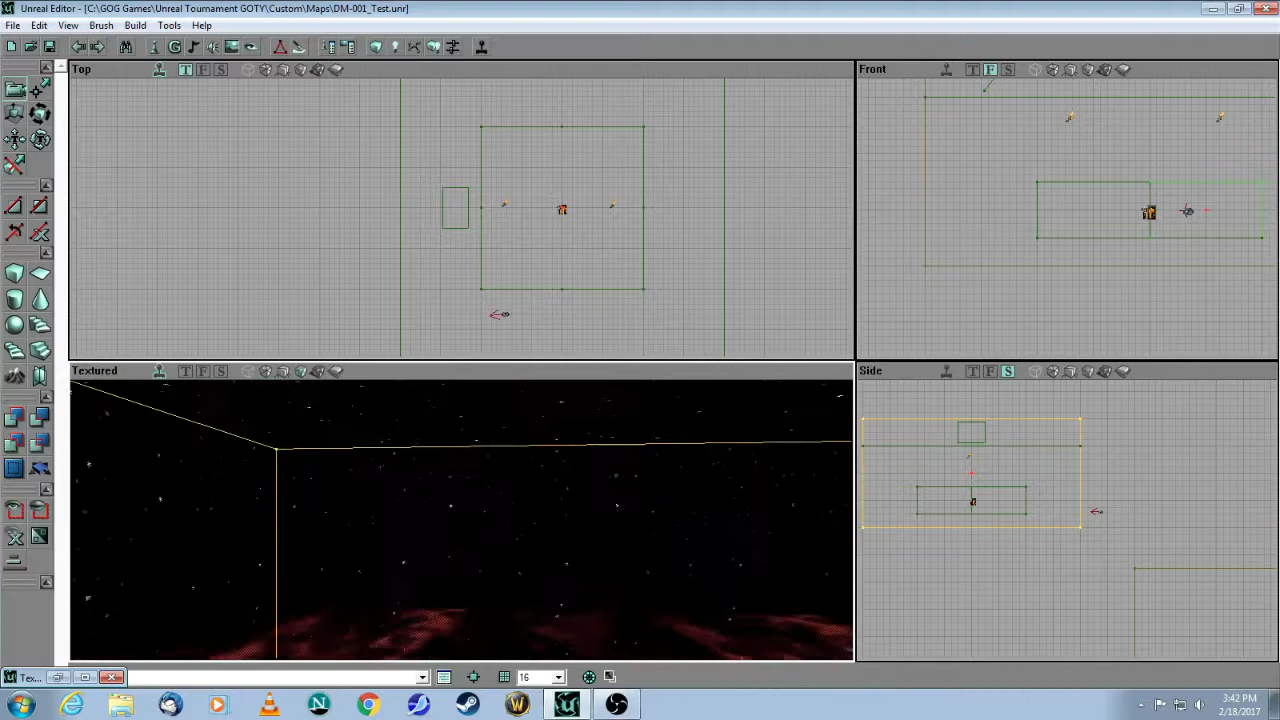 Unreal Editor - [C:\GOG Games\Unreal Tournament GOTY\Custom\Maps\DM-001_Test.unr]
File Edit View Brush Build Tools Help
Top T F S
Front T F S
Textured T F S
Side T F S
Tex...
16
3:42 PM
2/18/2017